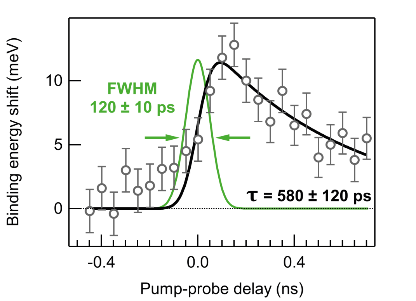 Binding energy shift (meV)
10
5
0
FWHM
120 ± 10 ps
τ = 580 ± 120 ps
-0.4
0.0
0.4
Pump-probe delay (ns)